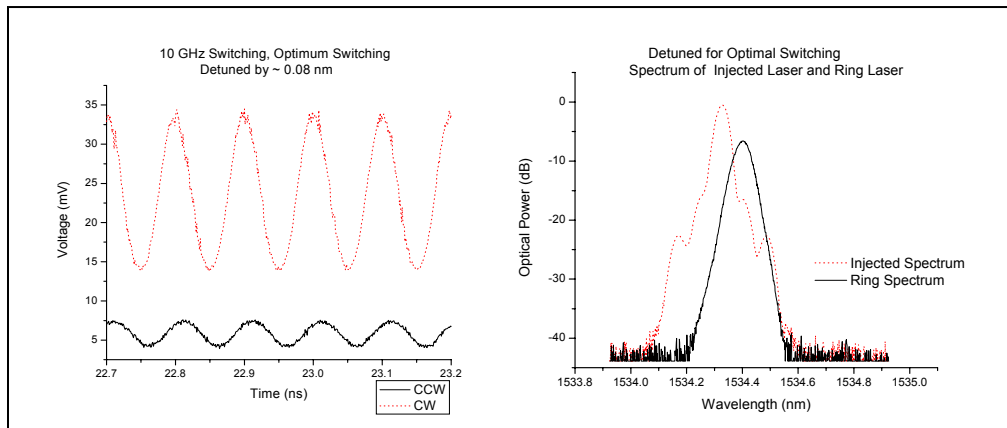 10 GHz Switching, Optimum Switching
Detuned by ~ 0.08 nm
35
30
25
20
15
10
5
Voltage (mV)
22.7 22.8 22.9 23.0 23.1 23.2
Time (ns)
CCW
CW
Detuned for Optimal Switching
Spectrum of Injected Laser and Ring Laser
0
-10
-20
-30
-40
Optical Power (dB)
1533.8 1534.0 1534.2 1534.4 1534.6 1534.8 1535.0
Wavelength (nm)
Injected Spectrum
Ring Spectrum